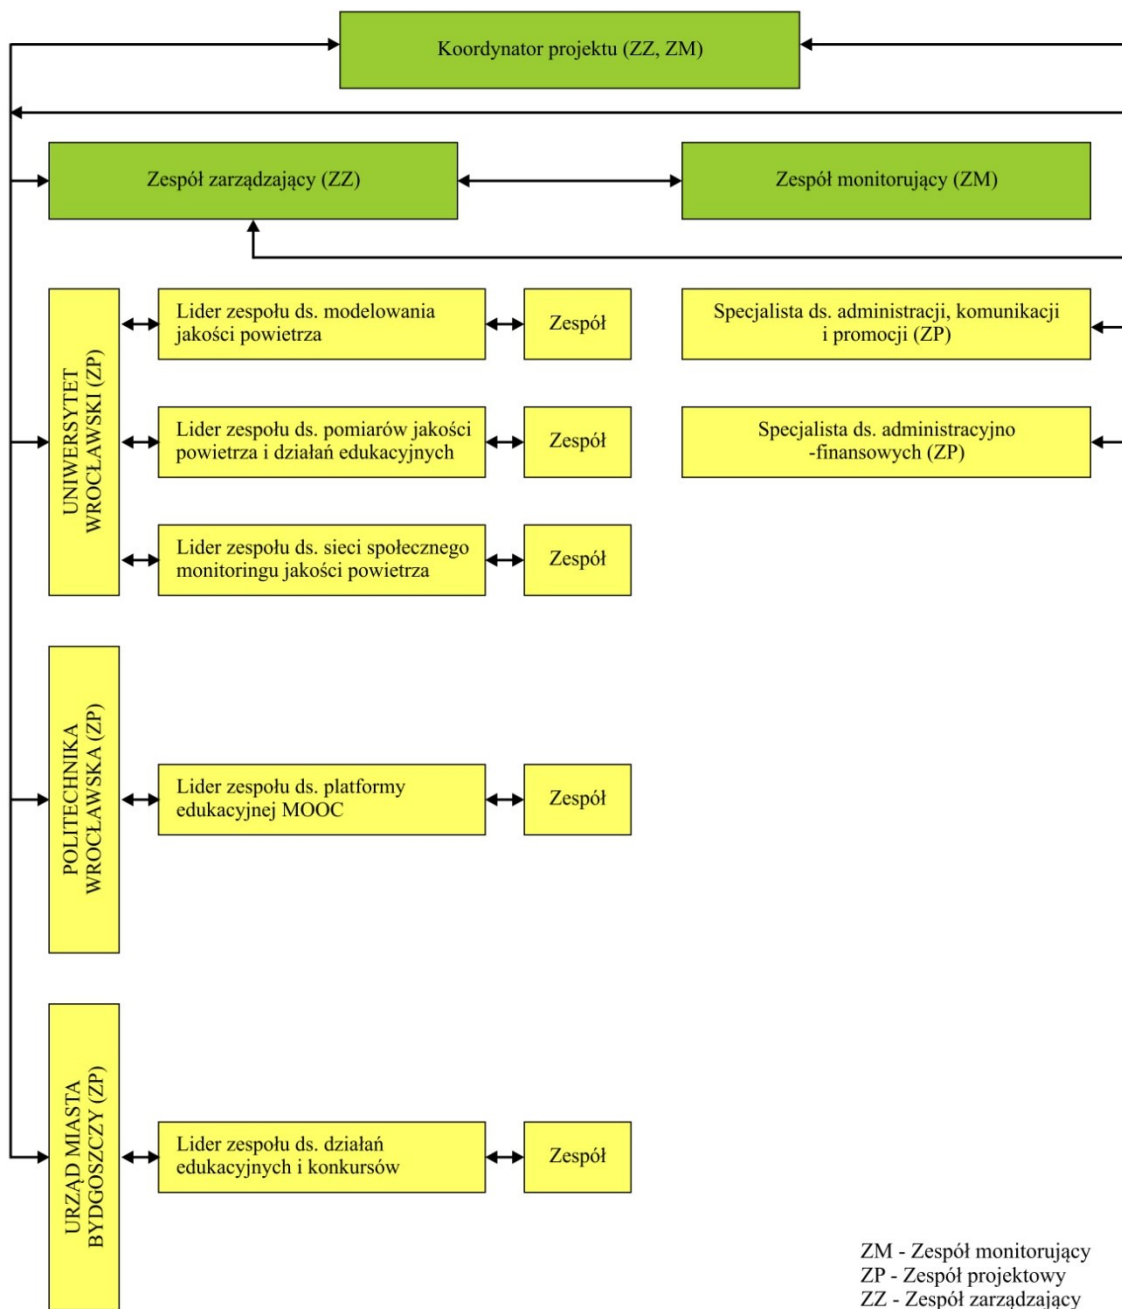 Koordynator projektu (ZZ, ZM)
Zespół zarządzający (ZZ)
Zespół monitorujący (ZM)
UNIWERSYTET
WROCŁAWSKI (ZP)
Lider zespołu ds. modelowania
jakości powietrza
Zespół
Specjalista ds. administracji, komunikacji
i promocji (ZP)
Lider zespołu ds. pomiarów jakości
powietrza i działań edukacyjnych
Zespół
Specjalista ds. administracyjno
-finansowych (ZP)
Lider zespołu ds. sieci społecznego
monitoringu jakości powietrza
Zespół
POLITECHNIKA
WROCŁAWSKA (ZP)
Lider zespołu ds. platformy
edukacyjnej MOOC
Zespół
URZĄD MIASTA
BYDGOSZCZY (ZP)
Lider zespołu ds. działań
edukacyjnych i konkursów
Zespół
ZM - Zespół monitorujący
ZP - Zespół projektowy
ZZ - Zespół zarządzający